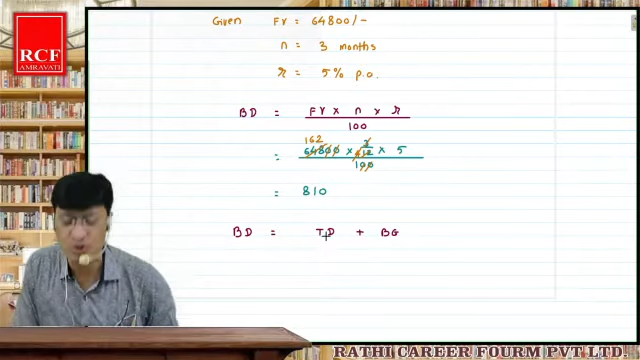 RCF
AMRAVATI
Given FV = 64800/-
n = 3 months
r = 5% p.a.
BD = FV × n × r
100
162
= 64800 × 3/12 × 5
100
= 810
BD = TD + BG
RATHI CAREER FOURM PVT LTD